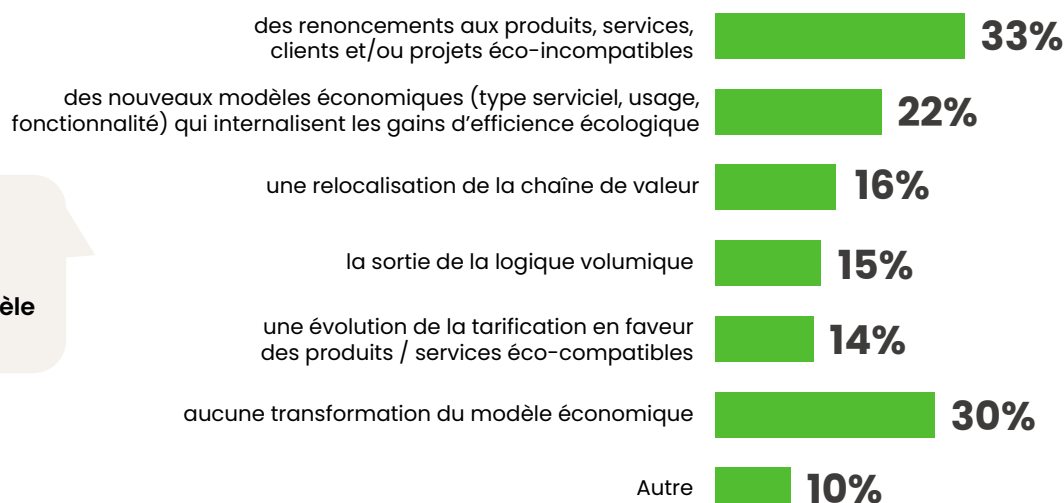 des renoncements aux produits, services,
clients et/ou projets éco-incompatibles
33%
des nouveaux modèles économiques (type serviciel, usage,
fonctionnalité) qui internalisent les gains d’efficience écologique
22%
une relocalisation de la chaîne de valeur
16%
la sortie de la logique volumique
15%
une évolution de la tarification en faveur
des produits / services éco-compatibles
14%
aucune transformation du modèle économique
30%
Autre
10%